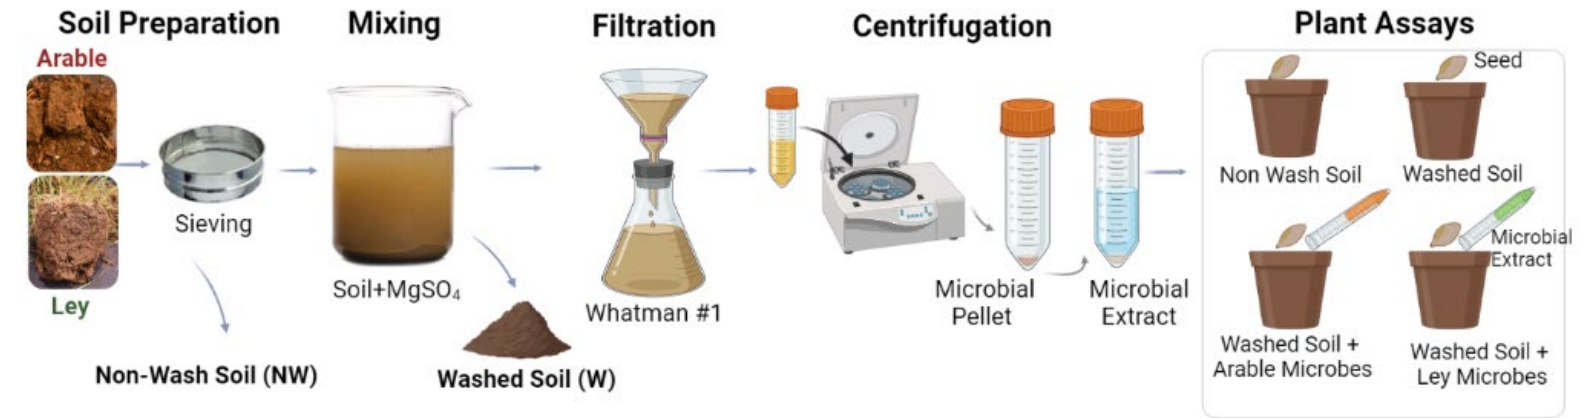 Soil Preparation
Mixing
Filtration
Centrifugation
Plant Assays
Arable
Ley
Sieving
Non-Wash Soil (NW)
Soil+MgSO₄
Washed Soil (W)
Whatman #1
Microbial
Pellet
Microbial
Extract
Seed
Non Wash Soil
Washed Soil
Microbial
Extract
Washed Soil +
Arable Microbes
Washed Soil +
Ley Microbes